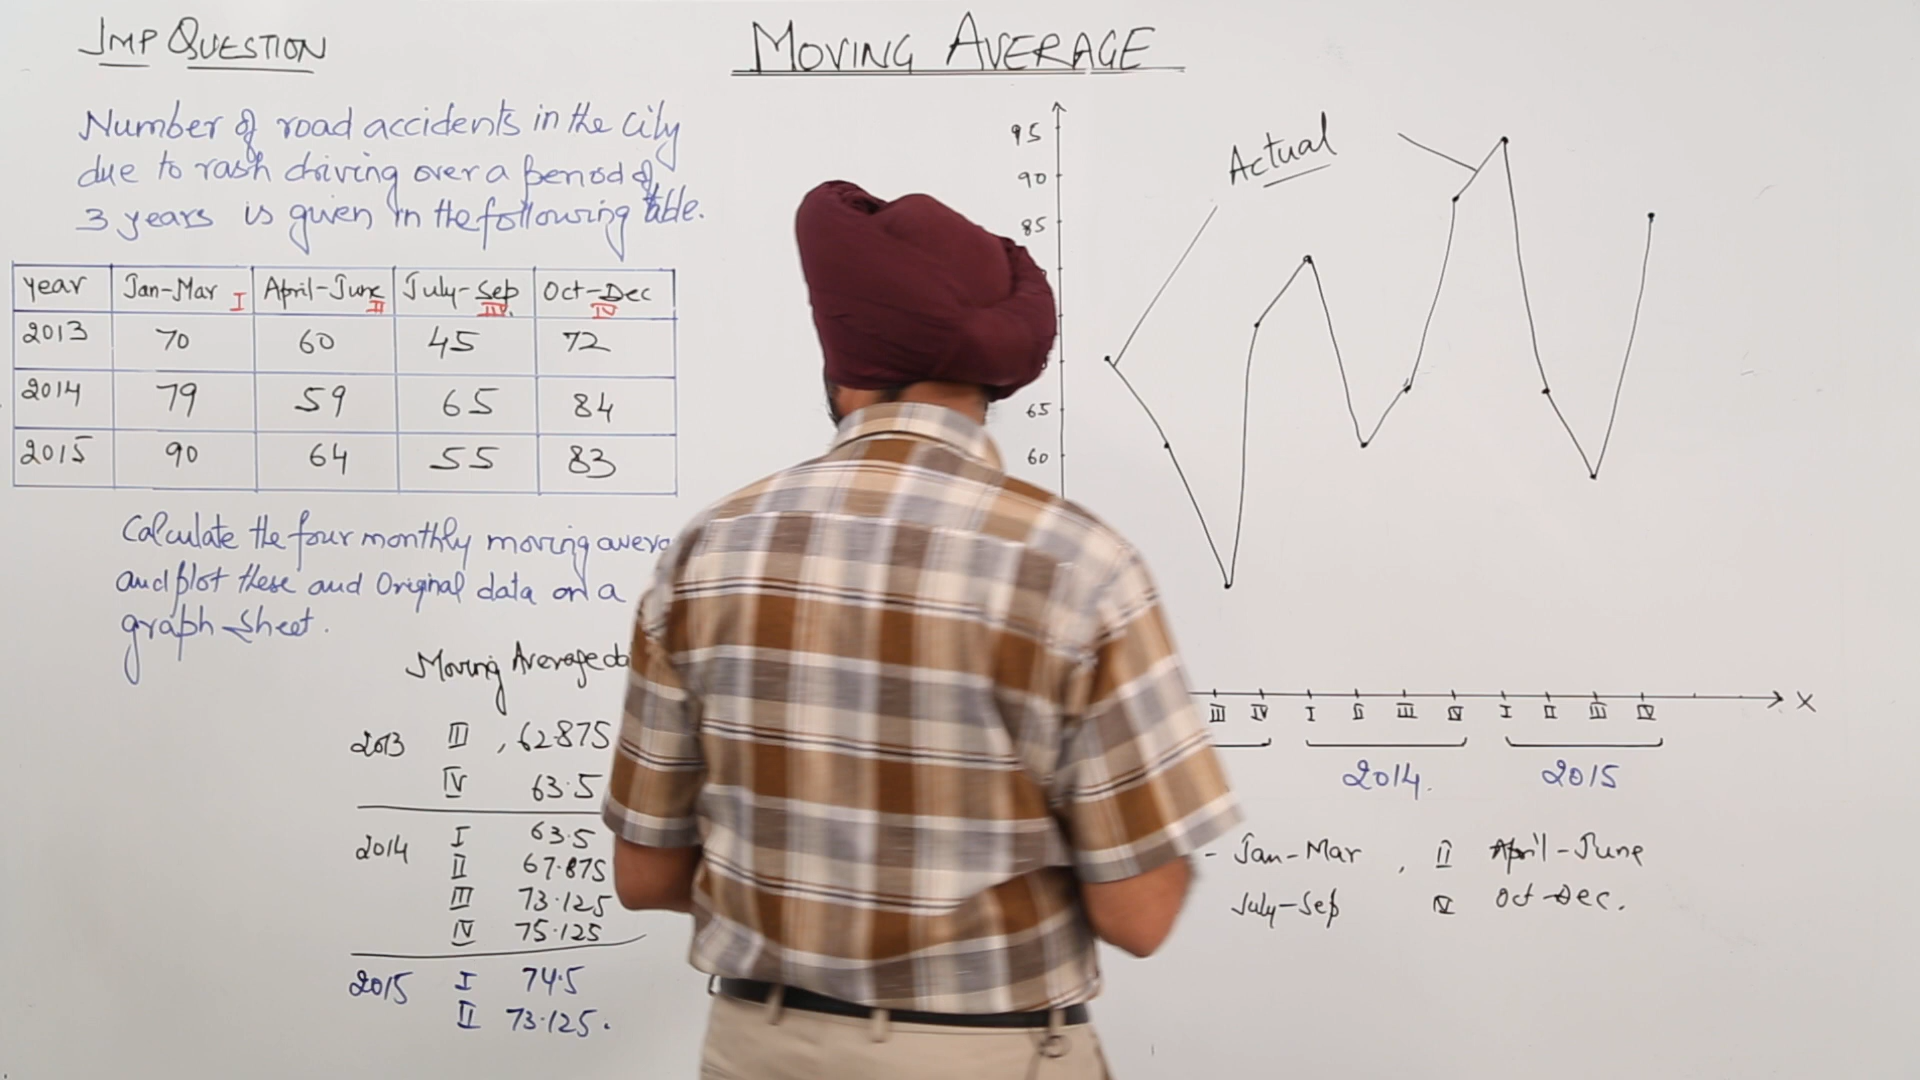 IMP QUESTION
MOVING AVERAGE
Number of road accidents in the City
due to rash driving over a period of
3 years is given in the following table.
year Jan-Mar I April-June II July-Sep III Oct-Dec IV
2013 70 60 45 72
2014 79 59 65 84
2015 90 64 55 83
Calculate the four monthly moving
and plot these and Original data on a
graph sheet.
Moving Average
2013 III , 62.875
IV 63.5
2014 I 63.5
II 67.875
III 73.125
IV 75.125
2015 I 74.5
II 73.125.
Actual
95
90
85
65
60
III IV I II III IV I II III IV X
2014. 2015
- Jan-Mar , II April-June
July-Sep IV Oct-Dec.